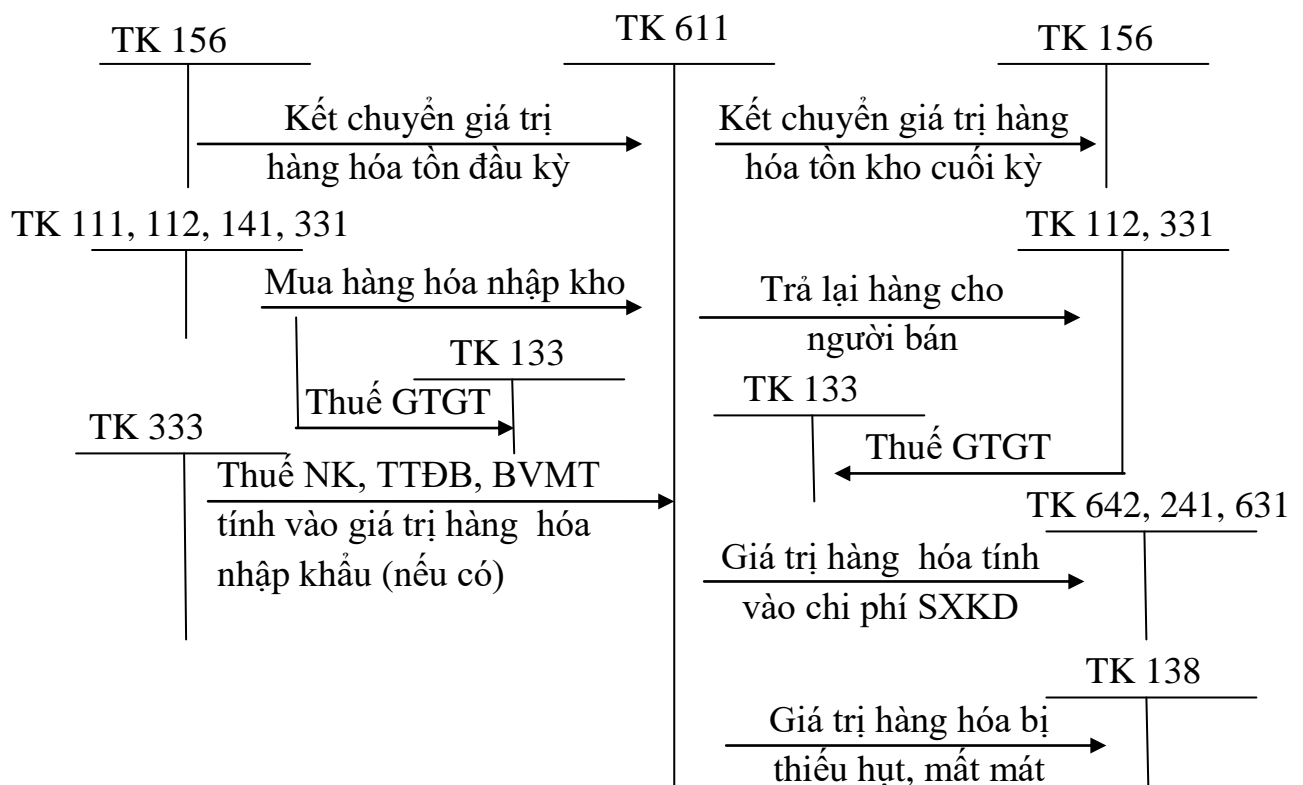 TK 156
TK 611
TK 156
Kết chuyển giá trị
hàng hóa tồn đầu kỳ
Kết chuyển giá trị hàng
hóa tồn kho cuối kỳ
TK 111, 112, 141, 331
TK 112, 331
Mua hàng hóa nhập kho
Trả lại hàng cho
người bán
TK 133
TK 133
Thuế GTGT
TK 333
Thuế GTGT
Thuế NK, TTĐB, BVMT
tính vào giá trị hàng hóa
nhập khẩu (nếu có)
TK 642, 241, 631
Giá trị hàng hóa tính
vào chi phí SXKD
TK 138
Giá trị hàng hóa bị
thiếu hụt, mất mát